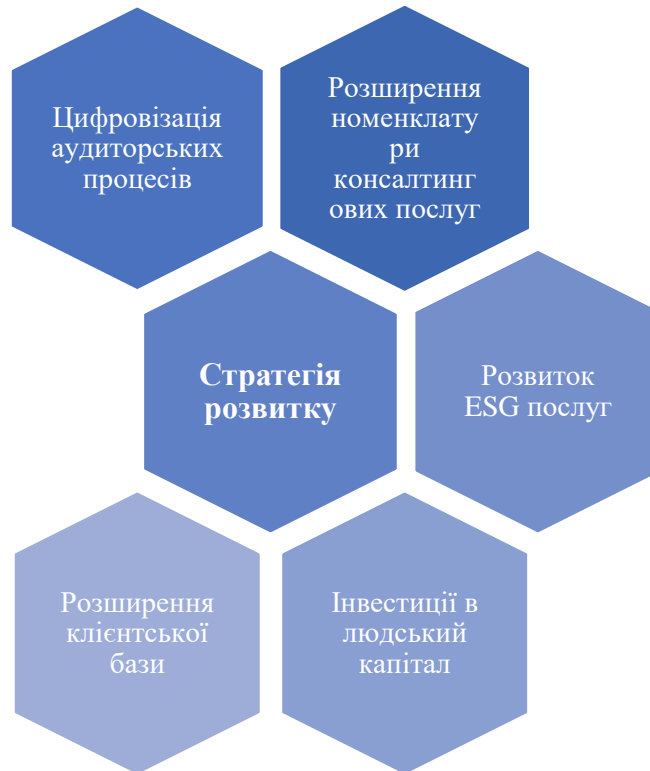 Цифровізація
аудиторських
процесів
Розширення
номенклату
ри
консалтинг
ових послуг
Стратегія
розвитку
Розвиток
ESG послуг
Розширення
клієнтської
бази
Інвестиції в
людський
капітал